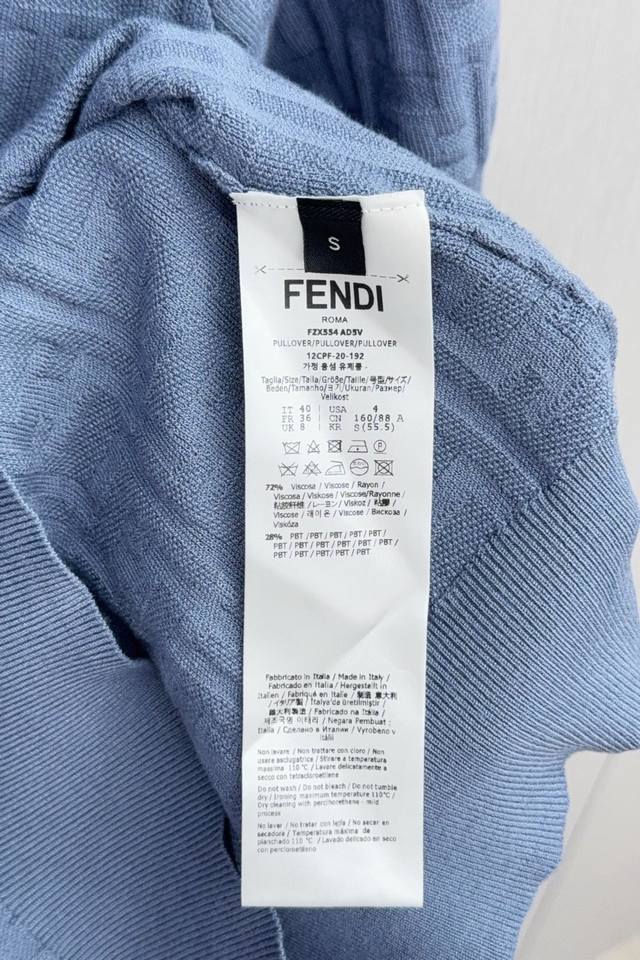 S
FENDI
ROMA
FZX554 AD5V
PULLOVER/PULLOVER/PULLOVER
12CPF-20-192
가정 용섬 유제품 -
Taglia/Size/Talla/Größe/Taille/号型/サイズ/
Beden/Tamanho/크기/Ukuran/Размер/
Velikost
IT 40 | USA 4
FR 36 | CN 160/88 A
UK 8 | KR S(55.5)
P
72% Viscosa / Viscose / Rayon /
Viscosa / Viskose / Viscose/Rayonne /
粘胶纤维 /レーヨン/ Viskoz / 粘膠 /
Viscose / 레이온 / Viscose / Вискоза /
Viskóza
28% PBT /PBT / PBT / PBT / PBT /
PBT / PBT / PBT / PBT / PBT / PBT /
PBT / PBT / PBT/ PBT / PBT
Fabbricato in Italia / Made in Italy /
Fabricado en Italia / Hergestellt in
Italien / Fabriqué en Italie / 制造 意大利
/ イタリア製 / İtalya'da üretilmiştir /
義大利製造 / Fabricado na Itália /
제조국명 이태리 / Negara Pembuat :
Italia / Сделано в Италии / Vyrobeno v
Itálii
Non lavare / Non trattare con cloro / Non
usare asciugatrice / Stirare a temperatura
massima 110°C / Lavare delicatamente a
secco con tetracloroetilene
Do not wash / Do not bleach / Do not tumble
dry / Ironing maximum temperature 110°C /
Dry cleaning with perclhorethene - mild
process
No lavar / No tratar con lejía / No secar en
secadora / Temperatura máxima de
planchado 110 °C / Lavado delicado en seco
con percloroetileno